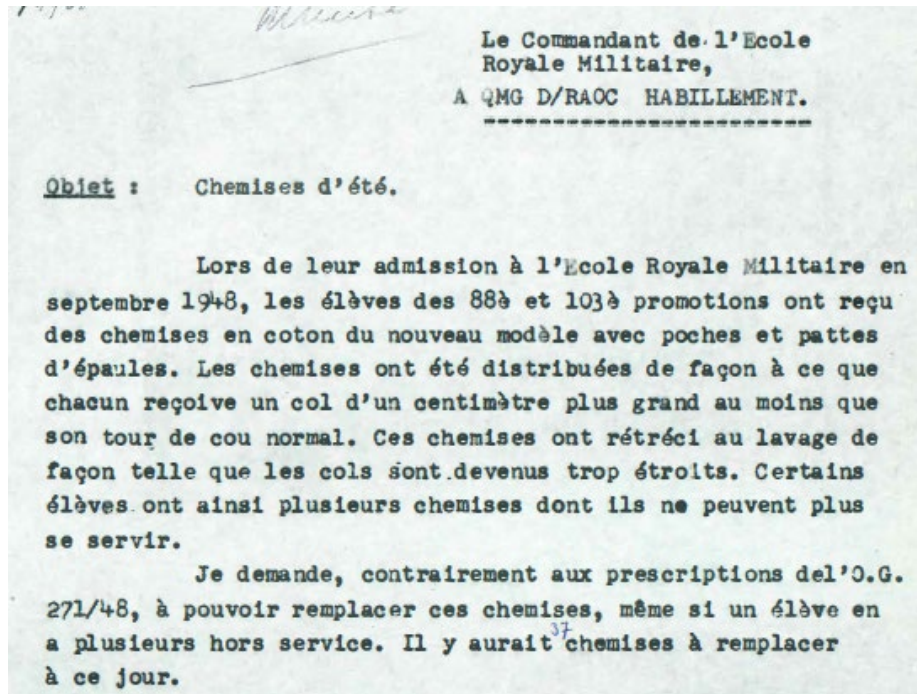 Le Commandant de l'Ecole
Royale Militaire,
A QMG D/RAOC HABILLEMENT.
Objet : Chemises d'été.
Lors de leur admission à l'Ecole Royale Militaire en
septembre 1948, les élèves des 88è et 103è promotions ont reçu
des chemises en coton du nouveau modèle avec poches et pattes
d'épaules. Les chemises ont été distribuées de façon à ce que
chacun reçoive un col d'un centimètre plus grand au moins que
son tour de cou normal. Ces chemises ont rétréci au lavage de
façon telle que les cols sont devenus trop étroits. Certains
élèves ont ainsi plusieurs chemises dont ils ne peuvent plus
se servir.
Je demande, contrairement aux prescriptions del'O.G.
271/48, à pouvoir remplacer ces chemises, même si un élève en
a plusieurs hors service. Il y aurait 37 chemises à remplacer
à ce jour.